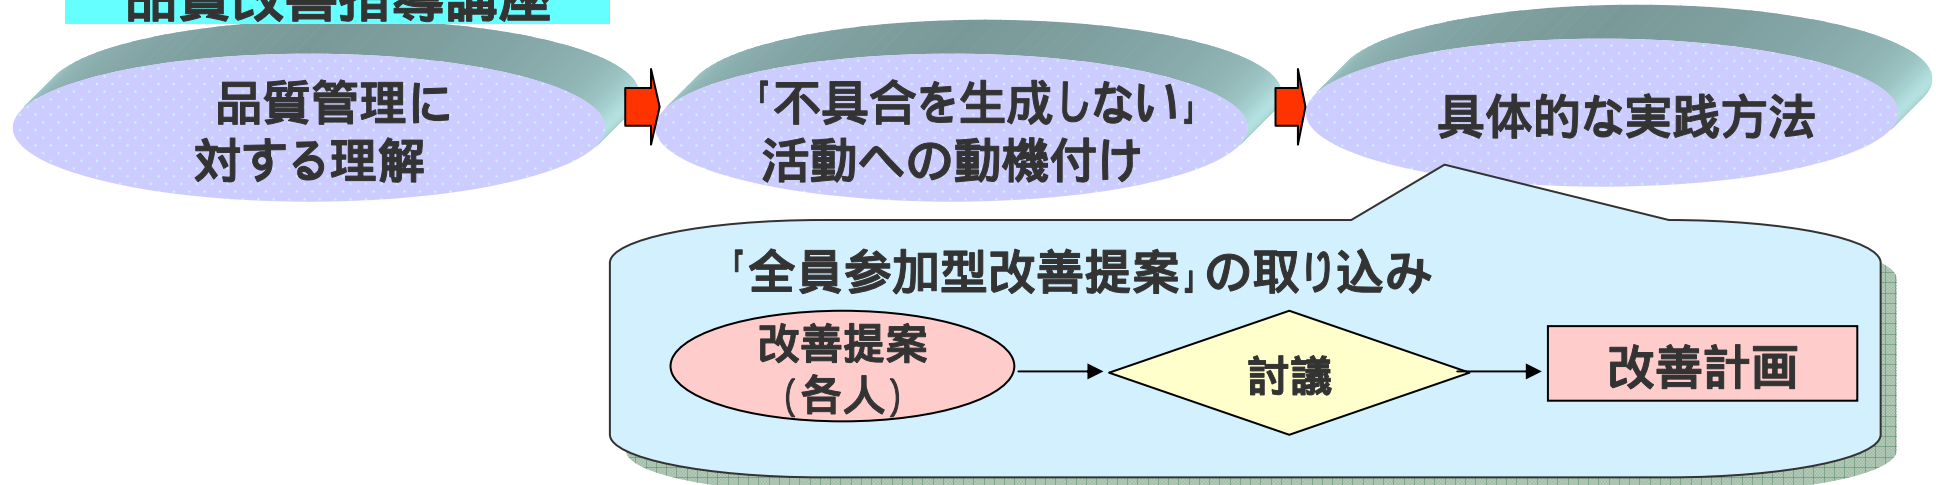 品質改善指導講座
品質管理に
対する理解
「不具合を生成しない」
活動への動機付け
具体的な実践方法
「全員参加型改善提案」の取り込み
改善提案
(各人)
討議
改善計画